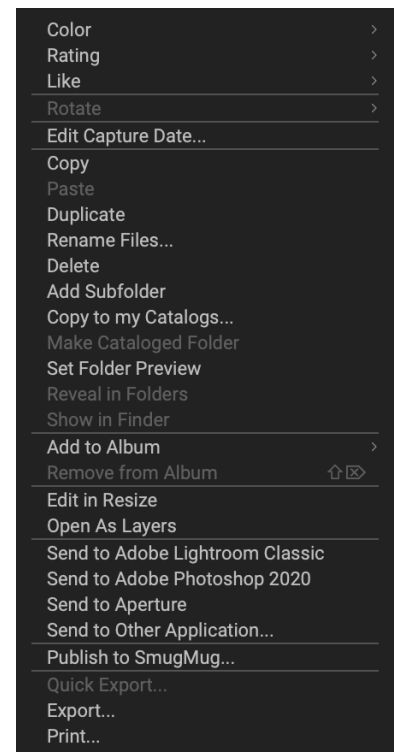 Color
Rating
Like
Rotate
Edit Capture Date...
Copy
Paste
Duplicate
Rename Files...
Delete
Add Subfolder
Copy to my Catalogs...
Make Cataloged Folder
Set Folder Preview
Reveal in Folders
Show in Finder
Add to Album
Remove from Album ⇧⌦
Edit in Resize
Open As Layers
Send to Adobe Lightroom Classic
Send to Adobe Photoshop 2020
Send to Aperture
Send to Other Application...
Publish to SmugMug...
Quick Export...
Export...
Print...